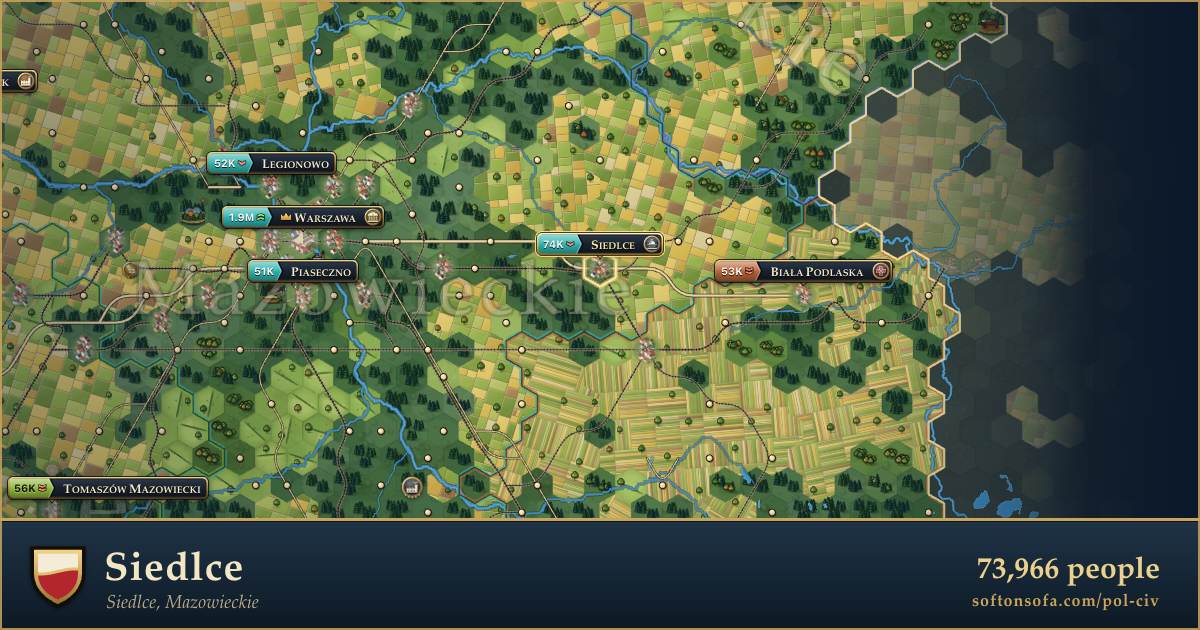 K
52K LEGIONOWO
1.9M WARSZAWA
74K SIEDLCE
51K PIASECZNO
53K BIAŁA PODLASKA
Mazowieckie
56K TOMASZÓW MAZOWIECKI
Siedlce
Siedlce, Mazowieckie
73,966 people
softonsofa.com/pol-civ